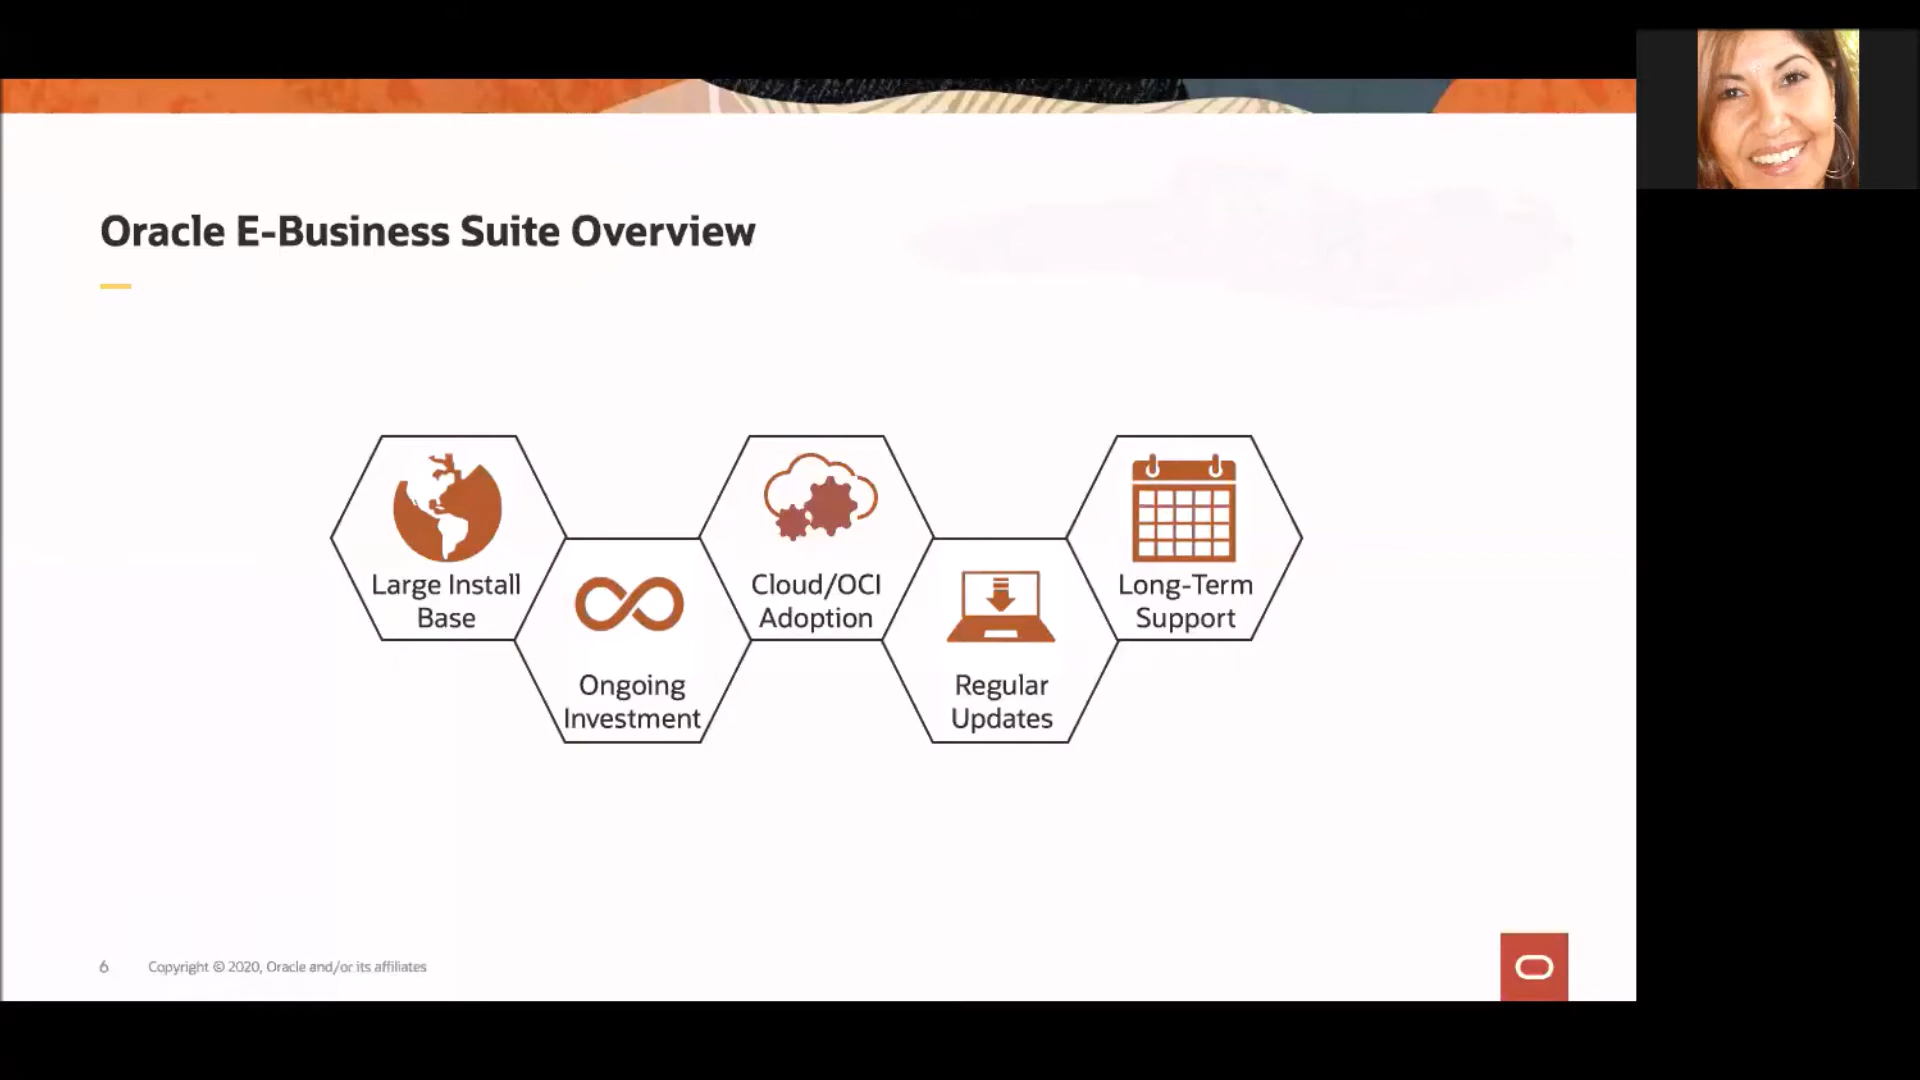 Oracle E-Business Suite Overview
Large Install
Base
Ongoing
Investment
Cloud/OCI
Adoption
Regular
Updates
Long-Term
Support
6
Copyright © 2020, Oracle and/or its affiliates